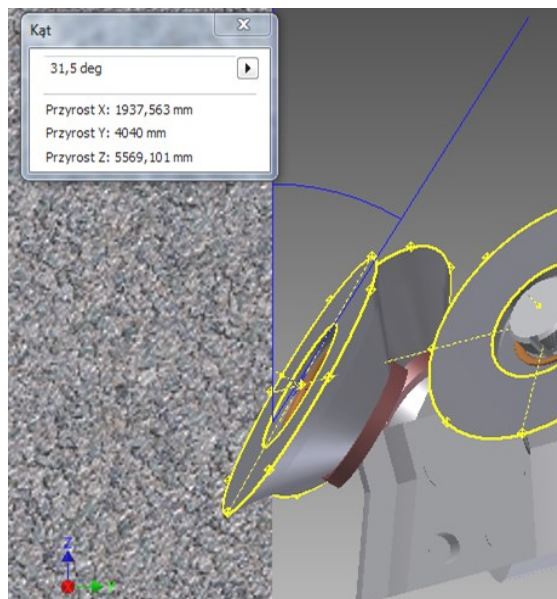 Kąt
31,5 deg
Przyrost X: 1937,563 mm
Przyrost Y: 4040 mm
Przyrost Z: 5569,101 mm
Z
Y